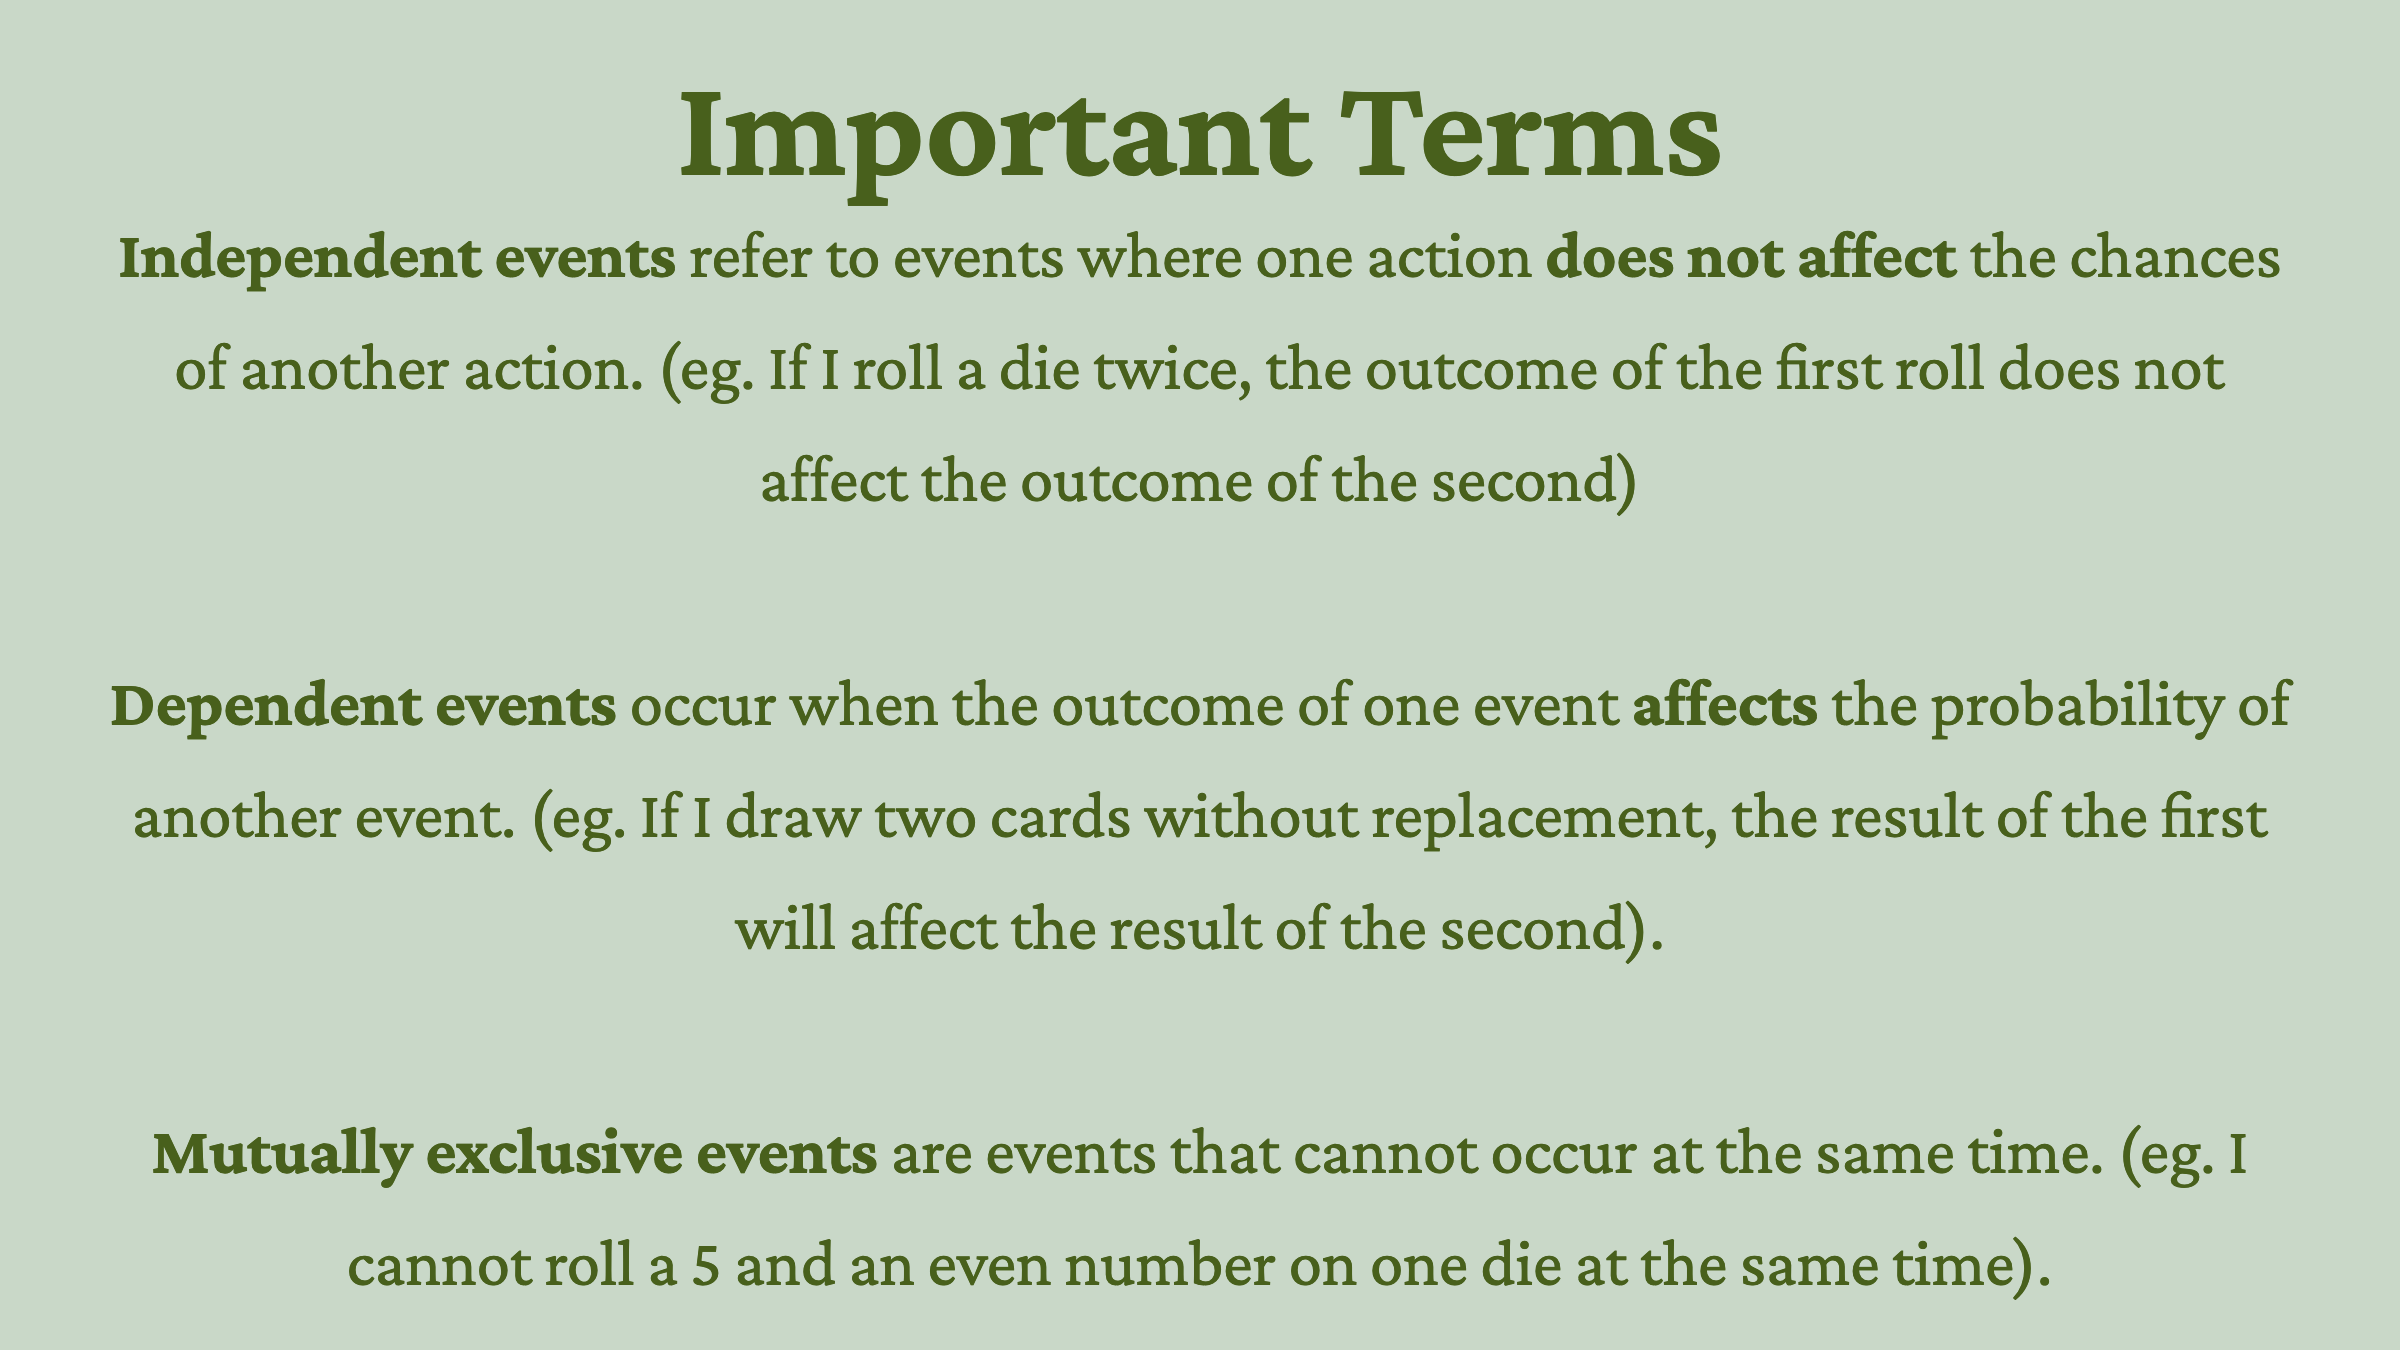 Important Terms
Independent events refer to events where one action does not affect the chances
of another action. (eg. If I roll a die twice, the outcome of the first roll does not
affect the outcome of the second)
Dependent events occur when the outcome of one event affects the probability of
another event. (eg. If I draw two cards without replacement, the result of the first
will affect the result of the second).
Mutually exclusive events are events that cannot occur at the same time. (eg. I
cannot roll a 5 and an even number on one die at the same time).